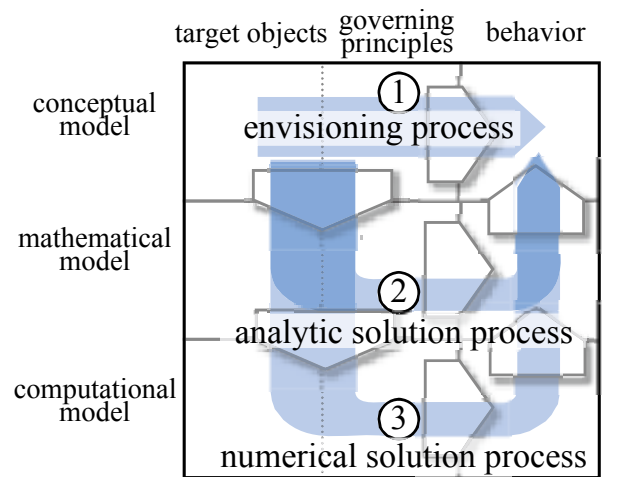 target objects
governing
principles
behavior
conceptual
model
1
envisioning process
mathematical
model
2
analytic solution process
computational
model
3
numerical solution process